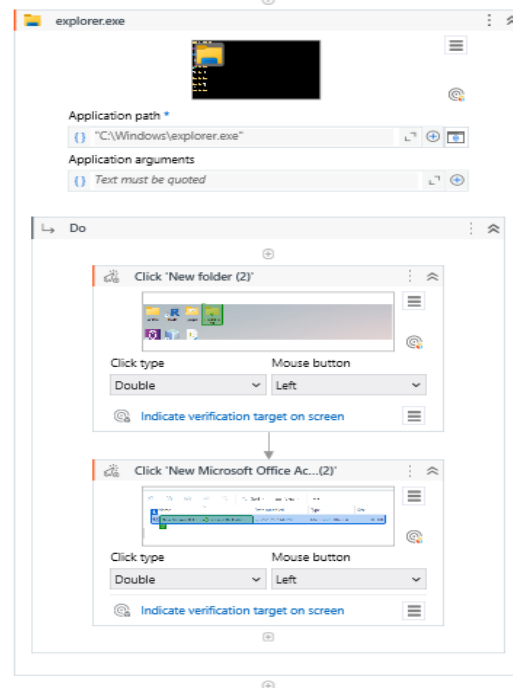 explorer.exe
Application path *
"C:\Windows\explorer.exe"
Application arguments
Text must be quoted
Do
Click 'New folder (2)'
Click type
Mouse button
Double
Left
Indicate verification target on screen
Click 'New Microsoft Office Ac...(2)'
Click type
Mouse button
Double
Left
Indicate verification target on screen